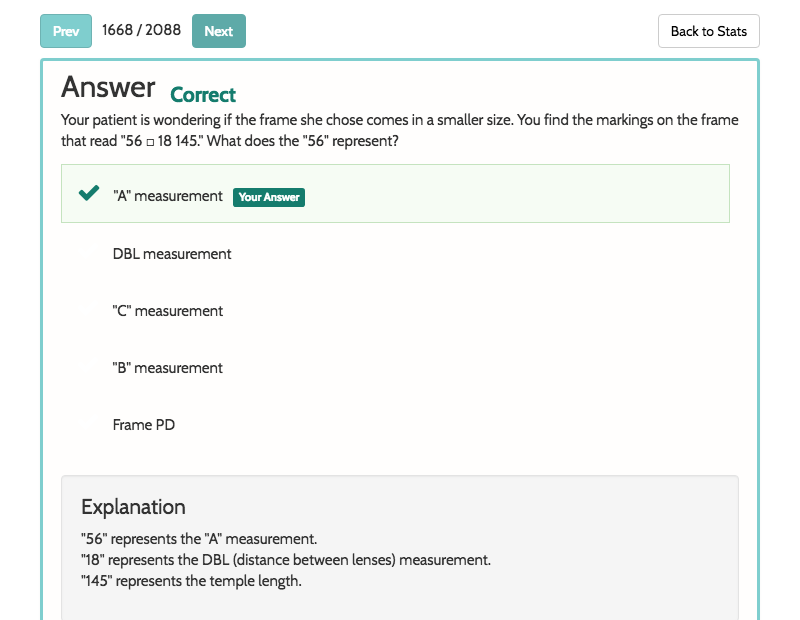 Prev 1668 / 2088 Next Back to Stats
Answer Correct
Your patient is wondering if the frame she chose comes in a smaller size. You find the markings on the frame
that read "56 □ 18 145." What does the "56" represent?
"A" measurement Your Answer
DBL measurement
"C" measurement
"B" measurement
Frame PD
Explanation
"56" represents the "A" measurement.
"18" represents the DBL (distance between lenses) measurement.
"145" represents the temple length.